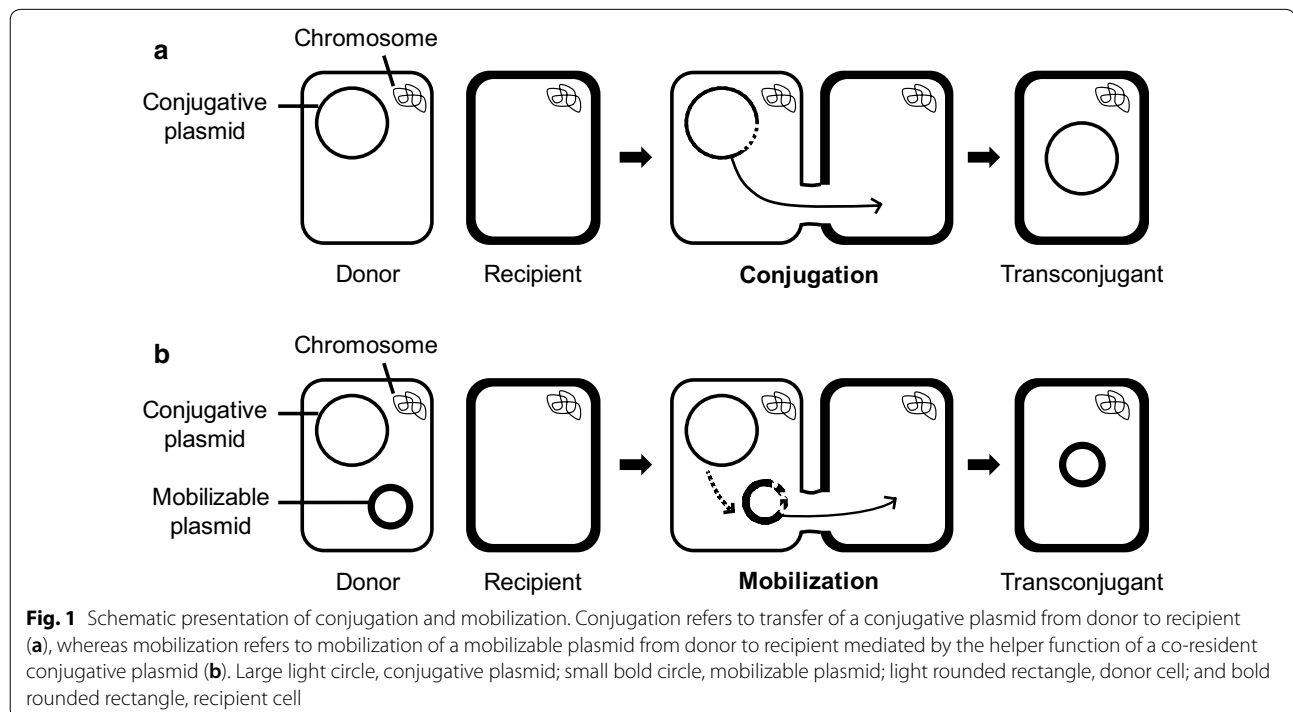 a
Chromosome
Conjugative
plasmid
Donor
Recipient
Conjugation
Transconjugant
b
Chromosome
Conjugative
plasmid
Mobilizable
plasmid
Donor
Recipient
Mobilization
Transconjugant
Fig. 1 Schematic presentation of conjugation and mobilization. Conjugation refers to transfer of a conjugative plasmid from donor to recipient
(a), whereas mobilization refers to mobilization of a mobilizable plasmid from donor to recipient mediated by the helper function of a co-resident
conjugative plasmid (b). Large light circle, conjugative plasmid; small bold circle, mobilizable plasmid; light rounded rectangle, donor cell; and bold
rounded rectangle, recipient cell